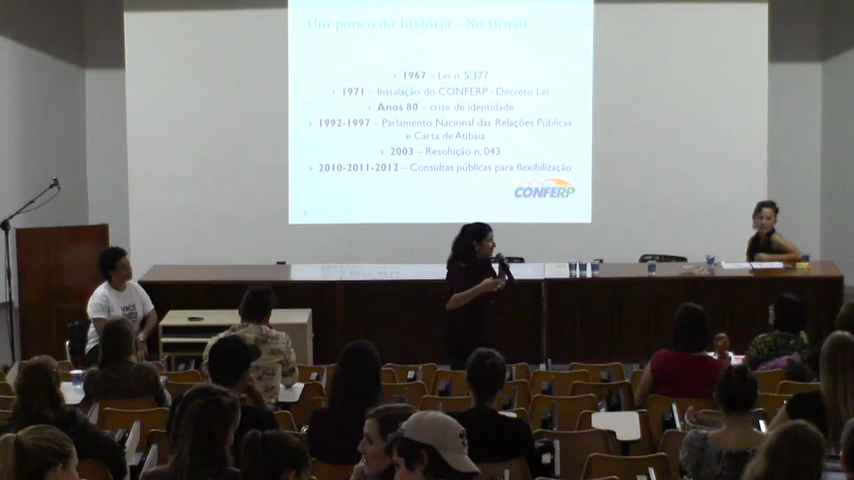 Um pouco da história - No Brasil
› 1967 – Lei n. 5.377
› 1971 – Instalação do CONFERP - Decreto Lei
› Anos 80 – crise de identidade
› 1992-1997 – Parlamento Nacional das Relações Públicas
e Carta de Atibaia
› 2003 – Resolução n. 043
› 2010-2011-2012 – Consultas públicas para flexibilização
CONFERP
VOCÊ